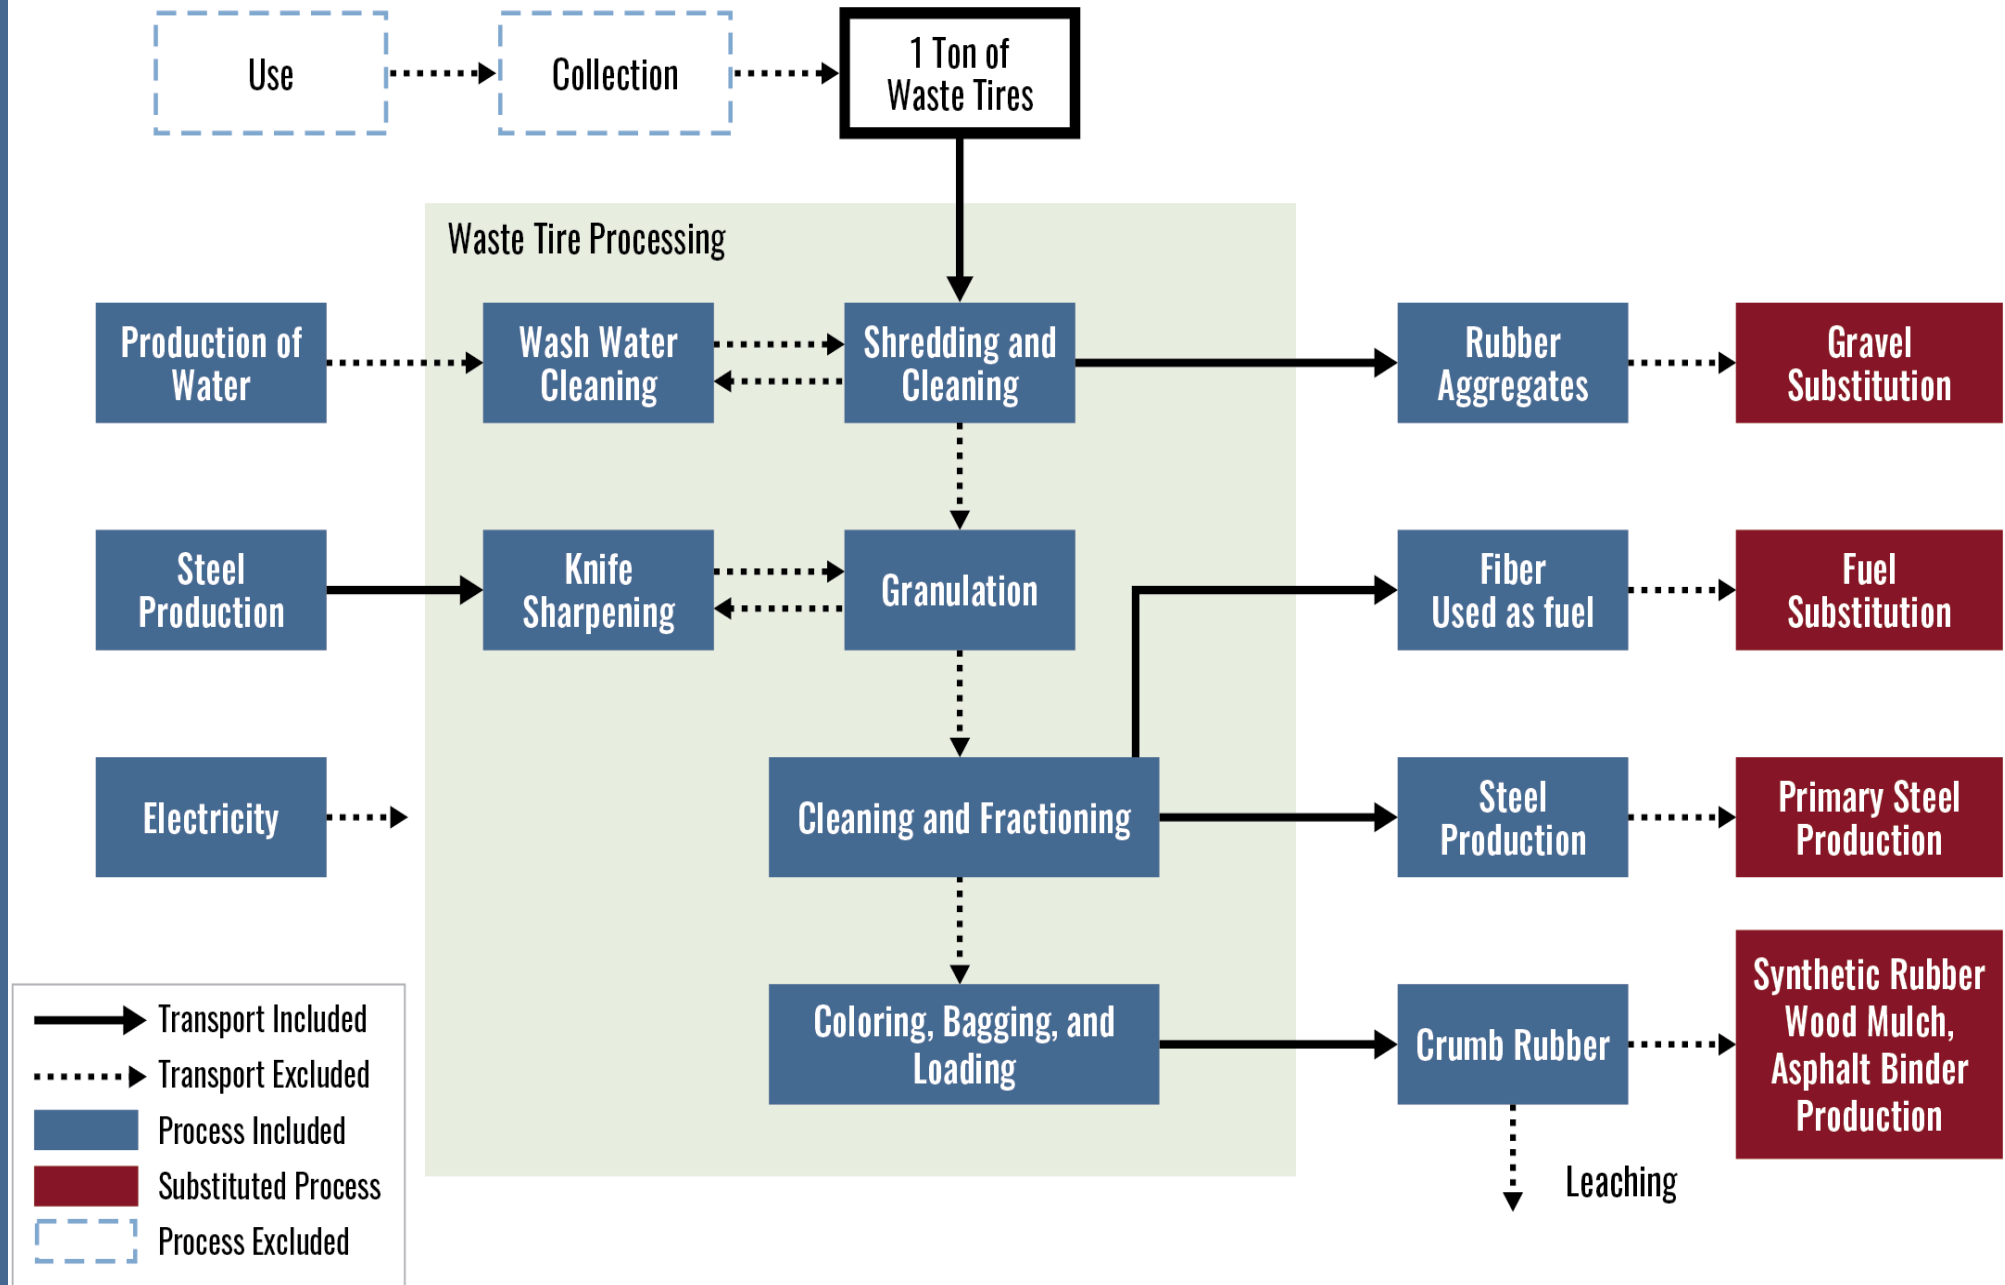 Use
Collection
1 Ton of
Waste Tires
Waste Tire Processing
Production of
Water
Wash Water
Cleaning
Shredding and
Cleaning
Rubber
Aggregates
Gravel
Substitution
Steel
Production
Knife
Sharpening
Granulation
Fiber
Used as fuel
Fuel
Substitution
Electricity
Cleaning and Fractioning
Steel
Production
Primary Steel
Production
Coloring, Bagging, and
Loading
Crumb Rubber
Synthetic Rubber
Wood Mulch,
Asphalt Binder
Production
Leaching
Transport Included
Transport Excluded
Process Included
Substituted Process
Process Excluded